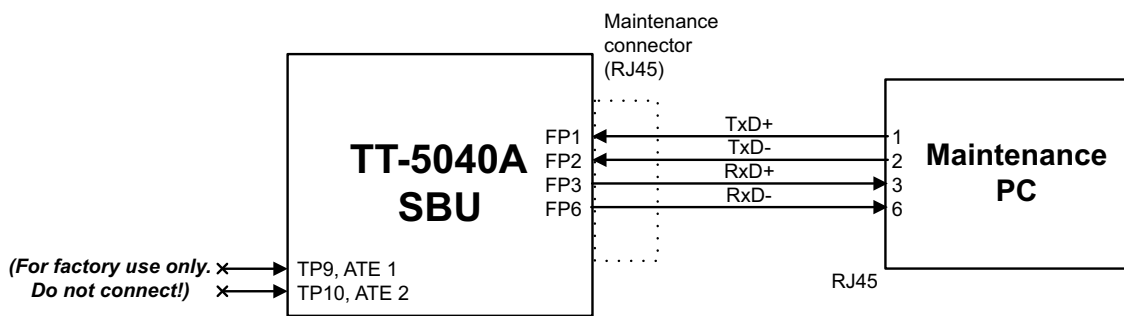 Maintenance
connector
(RJ45)
TT-5040A
SBU
FP1
FP2
FP3
FP6
TxD+
TxD-
RxD+
RxD-
1
2
3
6
Maintenance
PC
RJ45
(For factory use only.
Do not connect!)
TP9, ATE 1
TP10, ATE 2